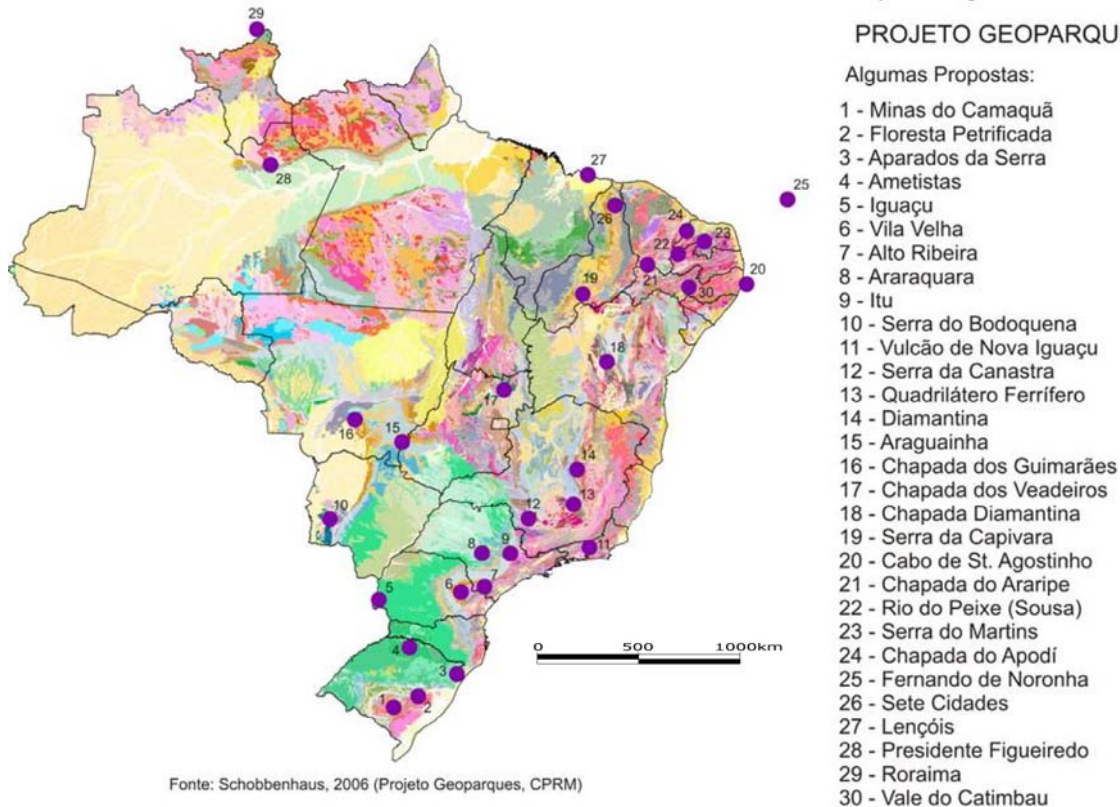 PROJETO GEOPARQU
Algumas Propostas:
1 - Minas do Camaquã
2 - Floresta Petrificada
3 - Aparados da Serra
4 - Ametistas
5 - Iguaçu
6 - Vila Velha
7 - Alto Ribeira
8 - Araraquara
9 - Itu
10 - Serra do Bodoquena
11 - Vulcão de Nova Iguaçu
12 - Serra da Canastra
13 - Quadrilátero Ferrífero
14 - Diamantina
15 - Araguainha
16 - Chapada dos Guimarães
17 - Chapada dos Veadeiros
18 - Chapada Diamantina
19 - Serra da Capivara
20 - Cabo de St. Agostinho
21 - Chapada do Araripe
22 - Rio do Peixe (Sousa)
23 - Serra do Martins
24 - Chapada do Apodí
25 - Fernando de Noronha
26 - Sete Cidades
27 - Lençóis
28 - Presidente Figueiredo
29 - Roraima
30 - Vale do Catimbau
29
28
27
25
26
24
23
22
21
20
30
19
18
17
16
15
14
13
12
11
10
9
8
7
6
5
4
3
2
1
0 500 1000km
Fonte: Schobbenhaus, 2006 (Projeto Geoparques, CPRM)